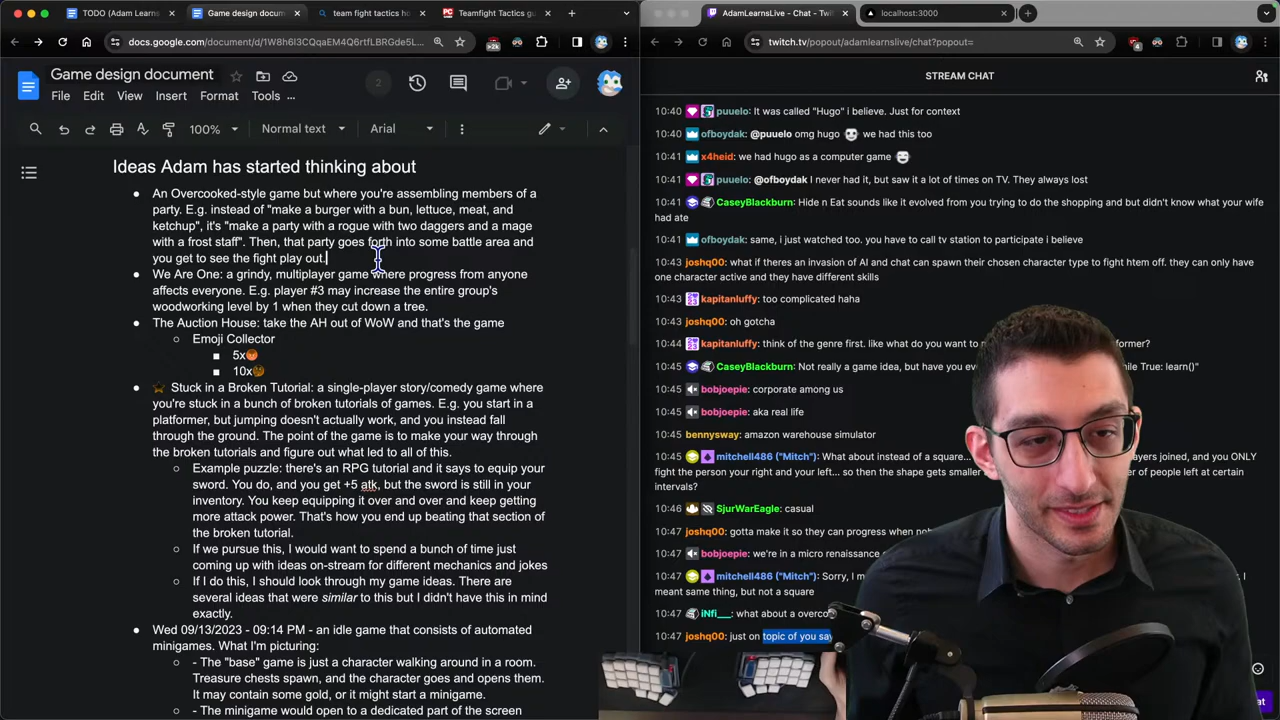 TODO (Adam Learns
Game design docum
team fight tactics ho
Teamfight Tactics gu
AdamLearnsLive - Chat - Twit
localhost:3000
docs.google.com/document/d/1W8h6I3CQqaEM4Q6rtfLBRGde5L...
twitch.tv/popout/adamlearnslive/chat?popout=
Game design document
File Edit View Insert Format Tools ...
100% Normal text Arial
Ideas Adam has started thinking about
An Overcooked-style game but where you're assembling members of a
party. E.g. instead of "make a burger with a bun, lettuce, meat, and
ketchup", it's "make a party with a rogue with two daggers and a mage
with a frost staff". Then, that party goes forth into some battle area and
you get to see the fight play out.
We Are One: a grindy, multiplayer game where progress from anyone
affects everyone. E.g. player #3 may increase the entire group's
woodworking level by 1 when they cut down a tree.
The Auction House: take the AH out of WoW and that's the game
Emoji Collector
5x
10x
Stuck in a Broken Tutorial: a single-player story/comedy game where
you're stuck in a bunch of broken tutorials of games. E.g. you start in a
platformer, but jumping doesn't actually work, and you instead fall
through the ground. The point of the game is to make your way through
the broken tutorials and figure out what led to all of this.
Example puzzle: there's an RPG tutorial and it says to equip your
sword. You do, and you get +5 atk, but the sword is still in your
inventory. You keep equipping it over and over and keep getting
more attack power. That's how you end up beating that section of
the broken tutorial.
If we pursue this, I would want to spend a bunch of time just
coming up with ideas on-stream for different mechanics and jokes
If I do this, I should look through my game ideas. There are
several ideas that were similar to this but I didn't have this in mind
exactly.
Wed 09/13/2023 - 09:14 PM - an idle game that consists of automated
minigames. What I'm picturing:
- The "base" game is just a character walking around in a room.
Treasure chests spawn, and the character goes and opens them.
It may contain some gold, or it might start a minigame.
- The minigame would open to a dedicated part of the screen
STREAM CHAT
10:40 puuelo: It was called "Hugo" i believe. Just for context
10:40 ofboydak: @puuelo omg hugo we had this too
10:41 x4heid: we had hugo as a computer game
10:41 puuelo: @ofboydak I never had it, but saw it a lot of times on TV. They always lost
10:41 CaseyBlackburn: Hide n Eat sounds like it evolved from you trying to do the shopping and but didn't know what your wife
had ate
10:41 ofboydak: same, i just watched too. you have to call tv station to participate i believe
10:43 joshq00: what if theres an invasion of AI and chat can spawn their chosen character type to fight htem off. they can only have
one character active and they have different skills
10:43 kapitanluffy: too complicated haha
10:43 joshq00: oh gotcha
10:44 kapitanluffy: think of the genre first. like what do you want to
10:45 CaseyBlackburn: Not really a game idea, but have you
10:45 bobjoepie: corporate among us
10:45 bobjoepie: aka real life
10:45 bennysway: amazon warehouse simulator
10:45 mitchell486 ("Mitch"): What about instead of a square...
fight the person your right and your left... so then the shape gets smaller
intervals?
10:46 SjurWarEagle: casual
10:47 joshq00: gotta make it so they can progress when
10:47 bobjoepie: we're in a micro renaissance
10:47 mitchell486 ("Mitch"): Sorry, I
meant same thing, but not a square
10:47 iNfi___: what about a
10:47 joshq00: just on topic of you say